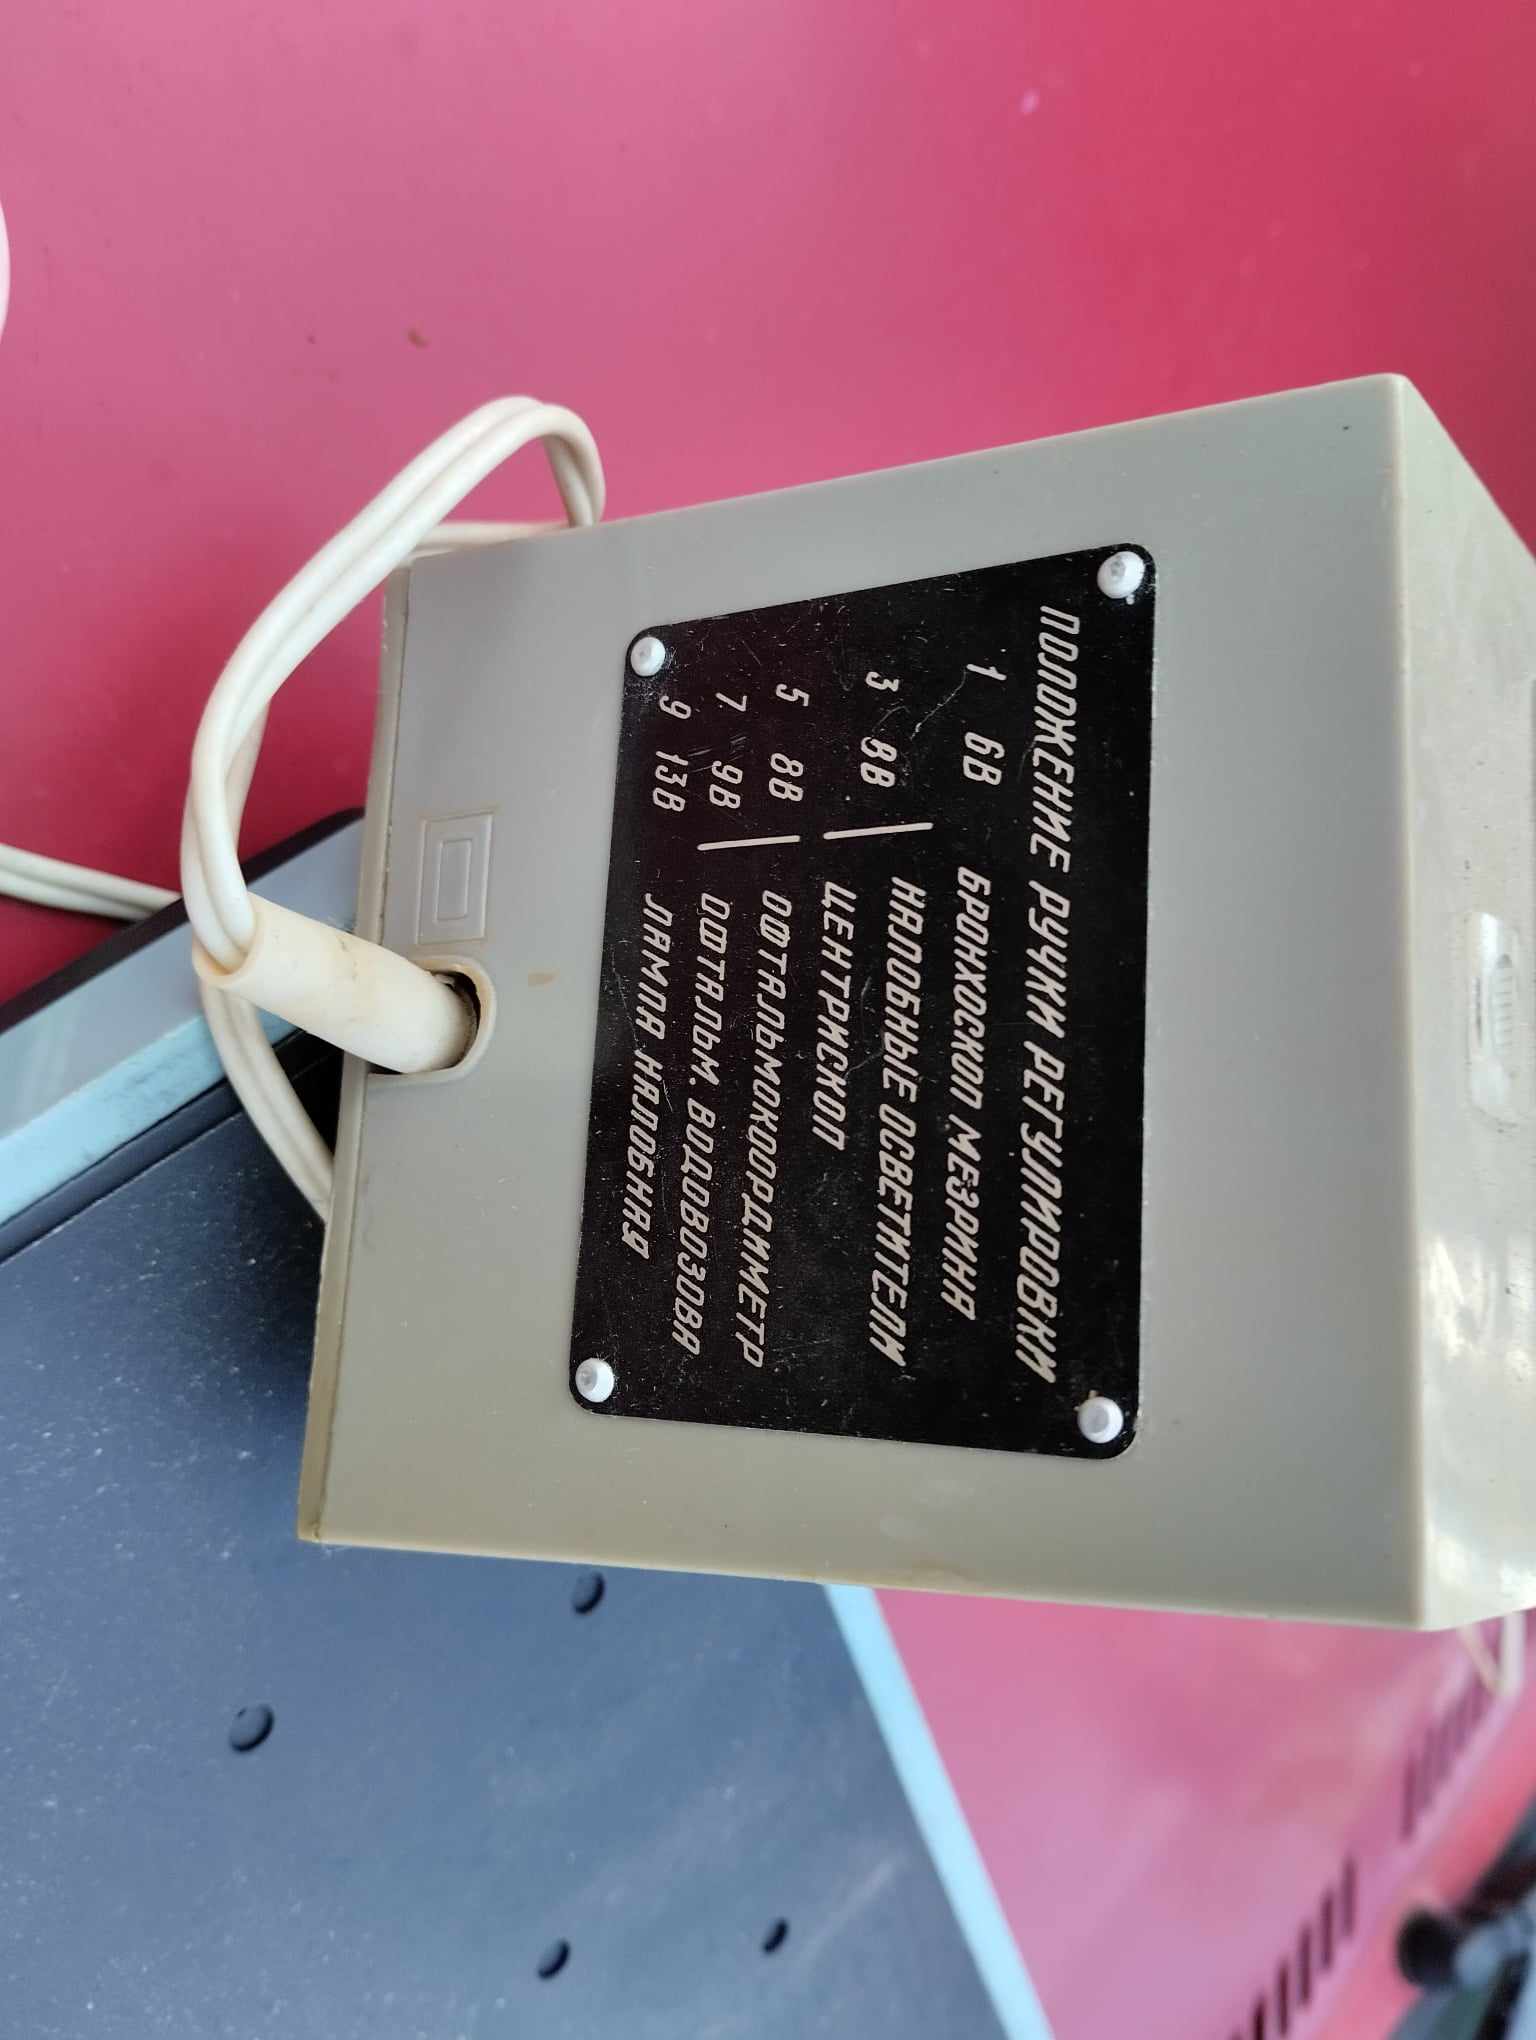 ПОЛОЖЕНИЕ РУЧКИ РЕГУЛИРОВКИ
1 6В БРОНХОСКОП МЕЗРИНА
3 8В НАЛОБНЫЕ ОСВЕТИТЕЛИ
ЦЕНТРИСКОП
5 8В ОФТАЛЬМОКООРДИМЕТР
7 9В ОФТАЛЬМ. ВОДОВОЗОВА
9 13В ЛАМПА НАЛОБНАЯ